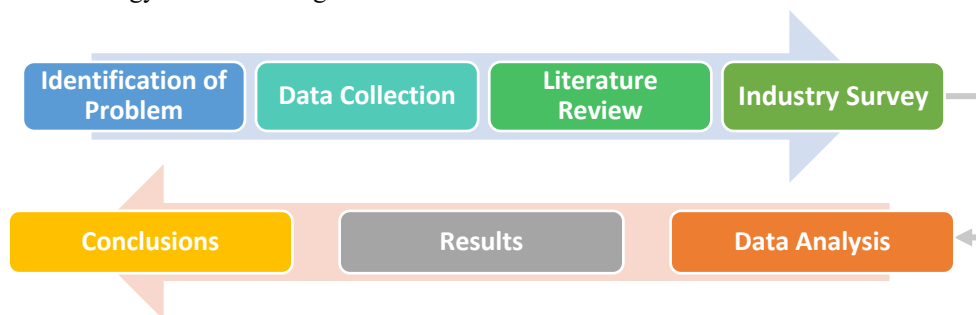 Identification of
Problem
Data Collection
Literature
Review
Industry Survey
Conclusions
Results
Data Analysis